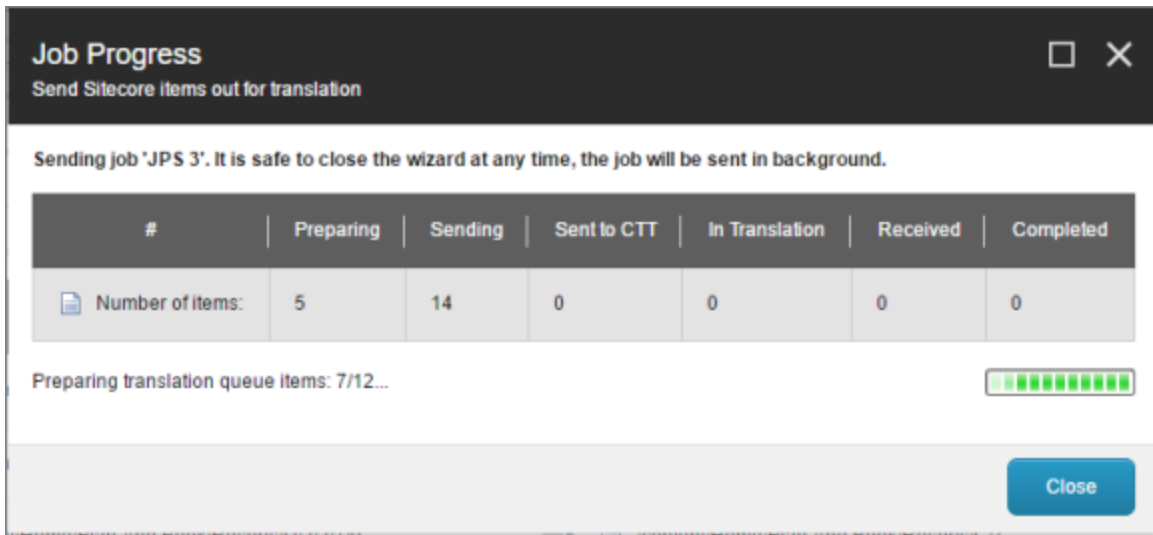 Job Progress
Send Sitecore items out for translation
Sending job 'JPS 3'. It is safe to close the wizard at any time, the job will be sent in background.
# Preparing Sending Sent to CTT In Translation Received Completed
Number of items: 5 14 0 0 0 0
Preparing translation queue items: 7/12...
Close